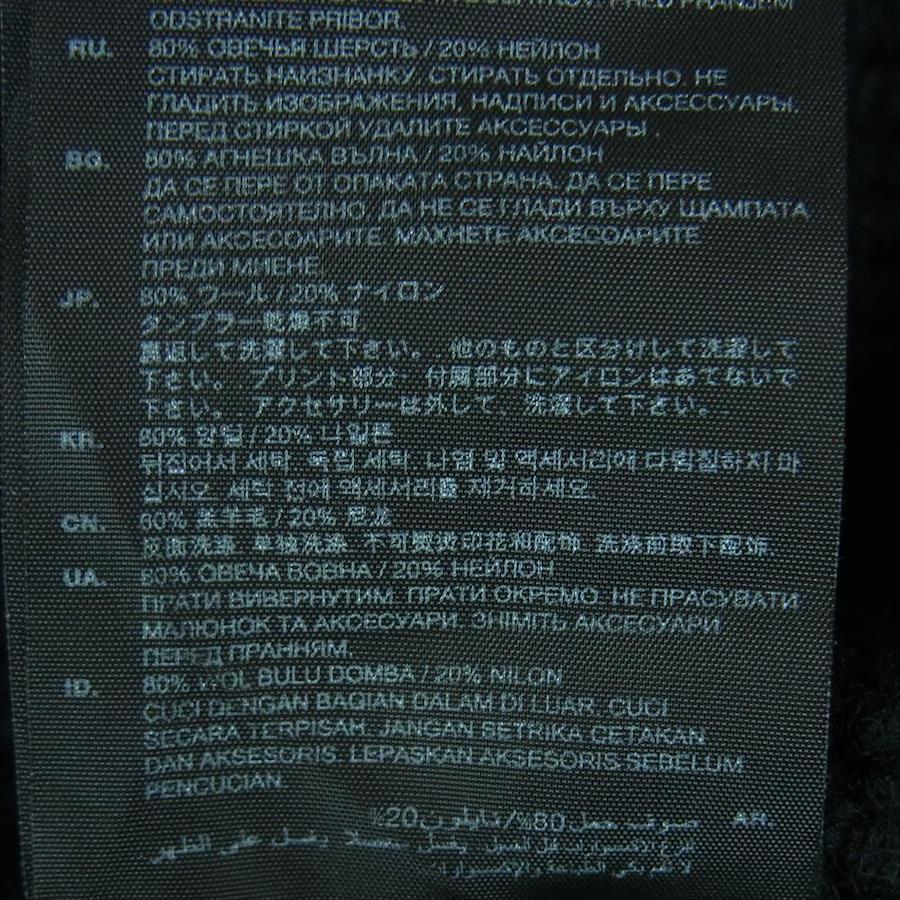 ODSTRANITE PRIBOR.
RU. 80% ОВЕЧЬЯ ШЕРСТЬ / 20% НЕЙЛОН
СТИРАТЬ НАИЗНАНКУ. СТИРАТЬ ОТДЕЛЬНО. НЕ
ГЛАДИТЬ ИЗОБРАЖЕНИЯ, НАДПИСИ И АКСЕССУАРЫ.
ПЕРЕД СТИРКОЙ УДАЛИТЕ АКСЕССУАРЫ .
BG. 80% АГНЕШКА ВЪЛНА / 20% НАЙЛОН
ДА СЕ ПЕРЕ ОТ ОПАКАТА СТРАНА. ДА СЕ ПЕРЕ
САМОСТОЯТЕЛНО. ДА НЕ СЕ ГЛАДИ ВЪРХУ ЩАМПАТА
ИЛИ АКСЕСОАРИТЕ. МАХНЕТЕ АКСЕСОАРИТЕ
ПРЕДИ МИЕНЕ.
JP. 80% ウール / 20% ナイロン
タンブラー乾燥不可.
裏返して洗濯して下さい。. 他のものと区分けして洗濯して
下さい。. プリント部分・付属部分にアイロンはあてないで
下さい。. アクセサリーは外して、洗濯して下さい。.
KR. 80% 양털 / 20% 나일론
뒤집어서 세탁. 독립 세탁. 나염 및 액세서리에 다림질하지 마
십시오. 세탁 전에 액세서리를 제거하세요.
CN. 80% 羔羊毛 / 20% 尼龙
反面洗涤. 单独洗涤. 不可熨烫印花和配饰. 洗涤前取下配饰.
UA. 80% ОВЕЧА ВОВНА / 20% НЕЙЛОН
ПРАТИ ВИВЕРНУТИМ. ПРАТИ ОКРЕМО. НЕ ПРАСУВАТИ
МАЛЮНОК ТА АКСЕСУАРИ. ЗНІМІТЬ АКСЕСУАРИ
ПЕРЕД ПРАННЯМ.
ID. 80% WOL BULU DOMBA / 20% NILON
CUCI DENGAN BAGIAN DALAM DI LUAR. CUCI
SECARA TERPISAH. JANGAN SETRIKA CETAKAN
DAN AKSESORIS. LEPASKAN AKSESORIS SEBELUM
PENCUCIAN
AR. صوف حمل 80%/نايلون 20%
يغسل على الظهر